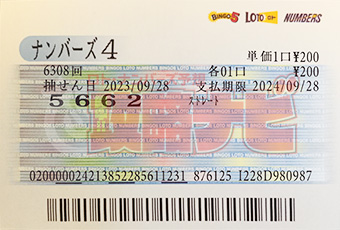 BINGO5 LOTO NUMBERS
ナンバーズ4 単価1口¥200
6308回 各01口 ¥200
抽せん日 2023/09/28 支払期限 2024/09/28
5662 ストレート
02000000241385228561 1231 876125 I228D980987